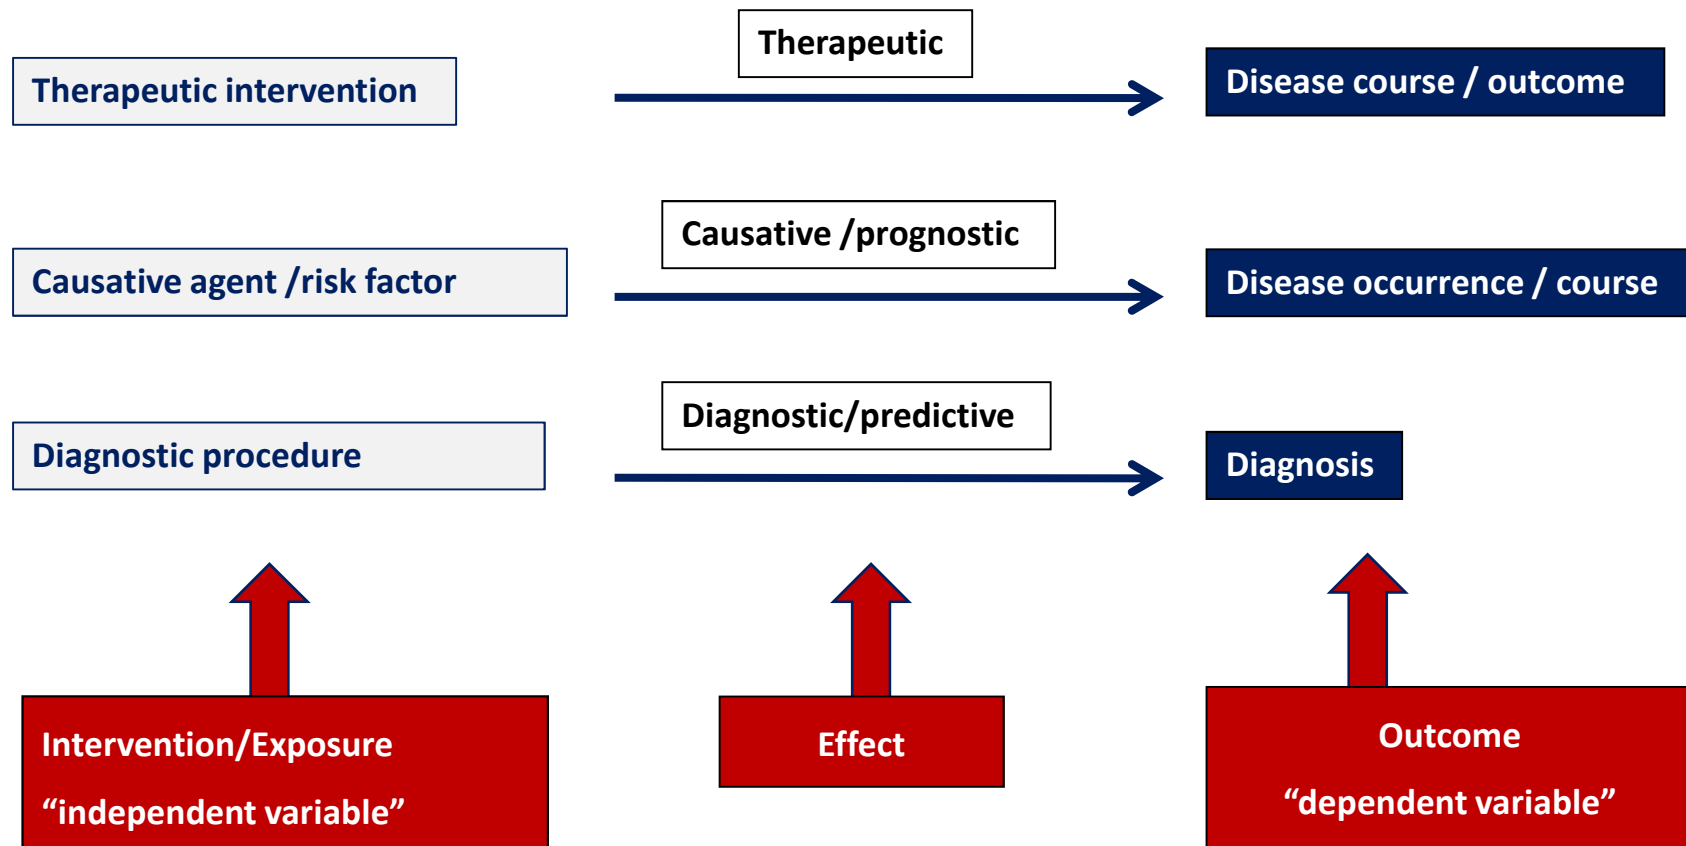 Therapeutic
Therapeutic intervention
Disease course / outcome
Causative /prognostic
Causative agent /risk factor
Disease occurrence / course
Diagnostic/predictive
Diagnostic procedure
Diagnosis
Intervention/Exposure
“independent variable”
Effect
Outcome
“dependent variable”